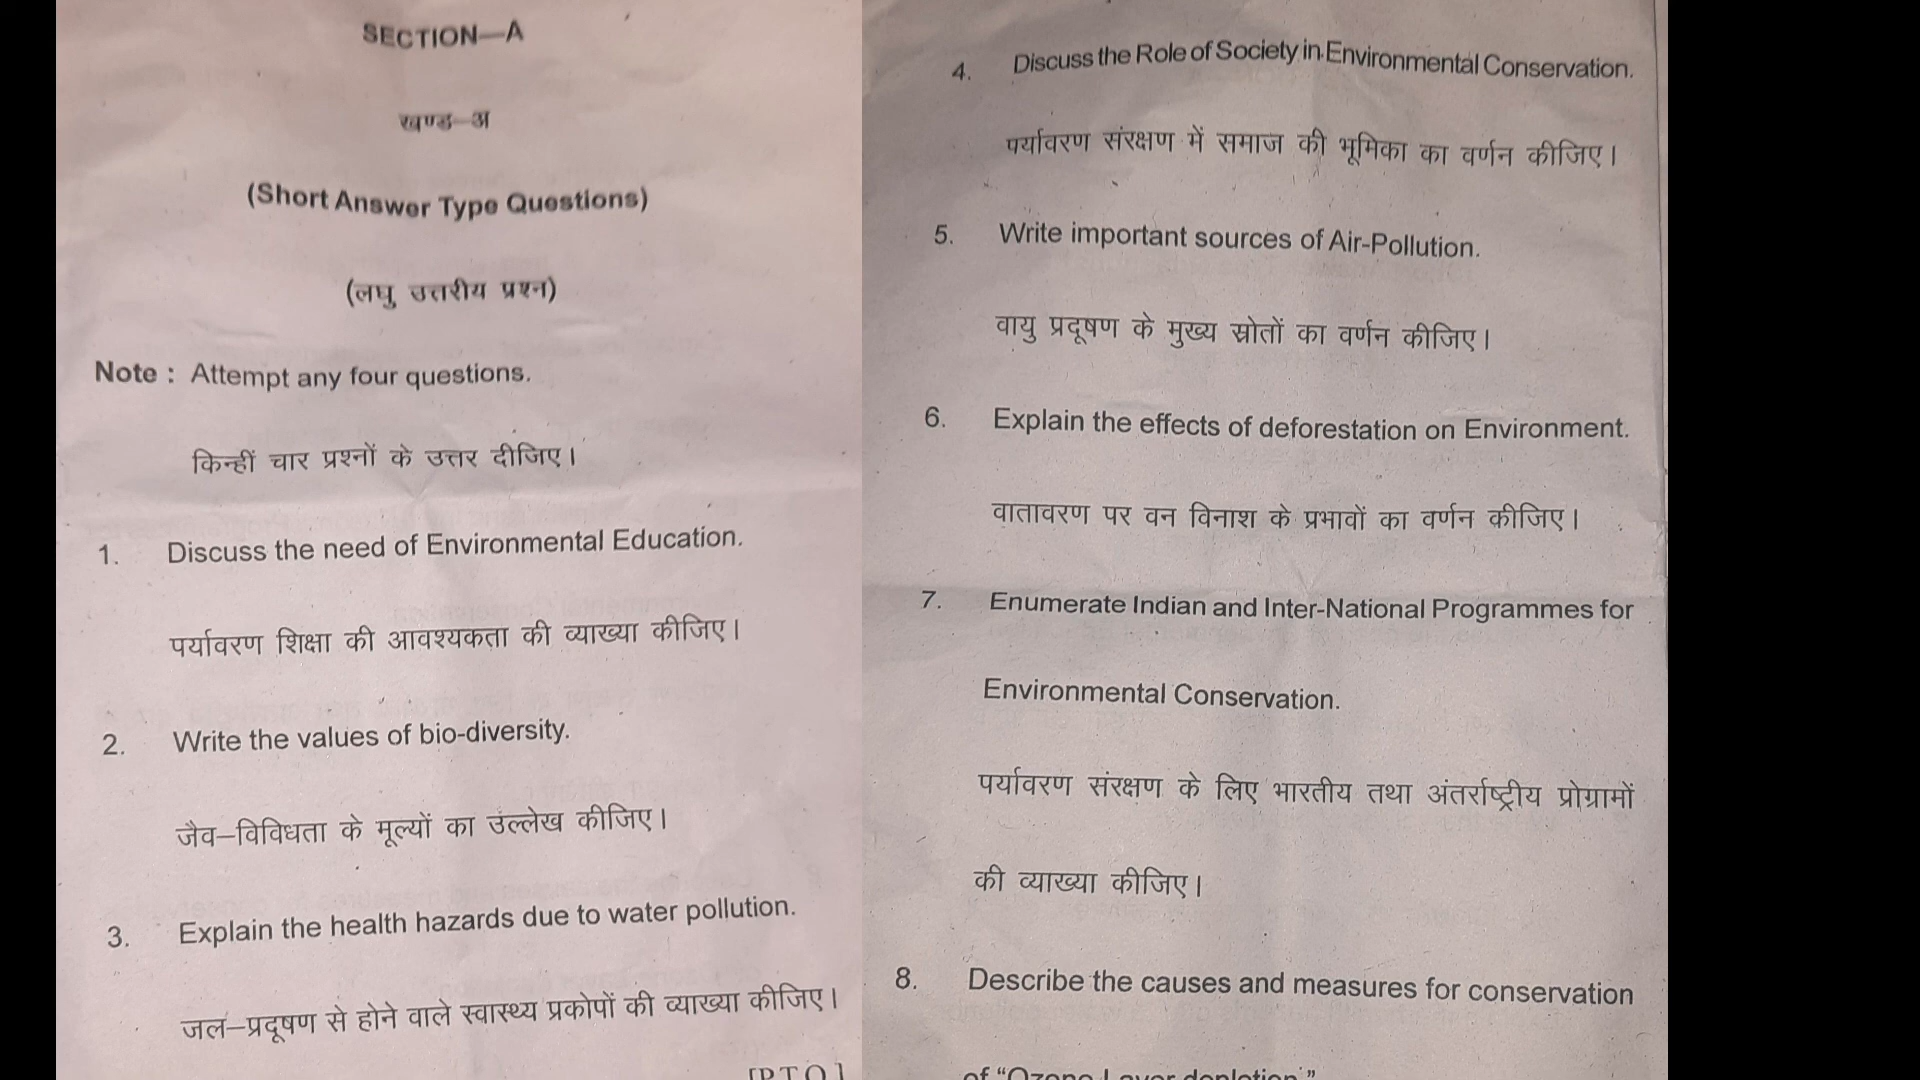 SECTION—A
खण्ड—अ
(Short Answer Type Questions)
(लघु उत्तरीय प्रश्न)
Note : Attempt any four questions.
किन्हीं चार प्रश्नों के उत्तर दीजिए।
1. Discuss the need of Environmental Education.
पर्यावरण शिक्षा की आवश्यकता की व्याख्या कीजिए।
2. Write the values of bio-diversity.
जैव–विविधता के मूल्यों का उल्लेख कीजिए।
3. Explain the health hazards due to water pollution.
जल–प्रदूषण से होने वाले स्वास्थ्य प्रकोपों की व्याख्या कीजिए।
[P.T.O.]
4. Discuss the Role of Society in Environmental Conservation.
पर्यावरण संरक्षण में समाज की भूमिका का वर्णन कीजिए।
5. Write important sources of Air-Pollution.
वायु प्रदूषण के मुख्य स्रोतों का वर्णन कीजिए।
6. Explain the effects of deforestation on Environment.
वातावरण पर वन विनाश के प्रभावों का वर्णन कीजिए।
7. Enumerate Indian and Inter-National Programmes for
Environmental Conservation.
पर्यावरण संरक्षण के लिए भारतीय तथा अंतर्राष्ट्रीय प्रोग्रामों
की व्याख्या कीजिए।
8. Describe the causes and measures for conservation
of “Ozone Layer depletion”